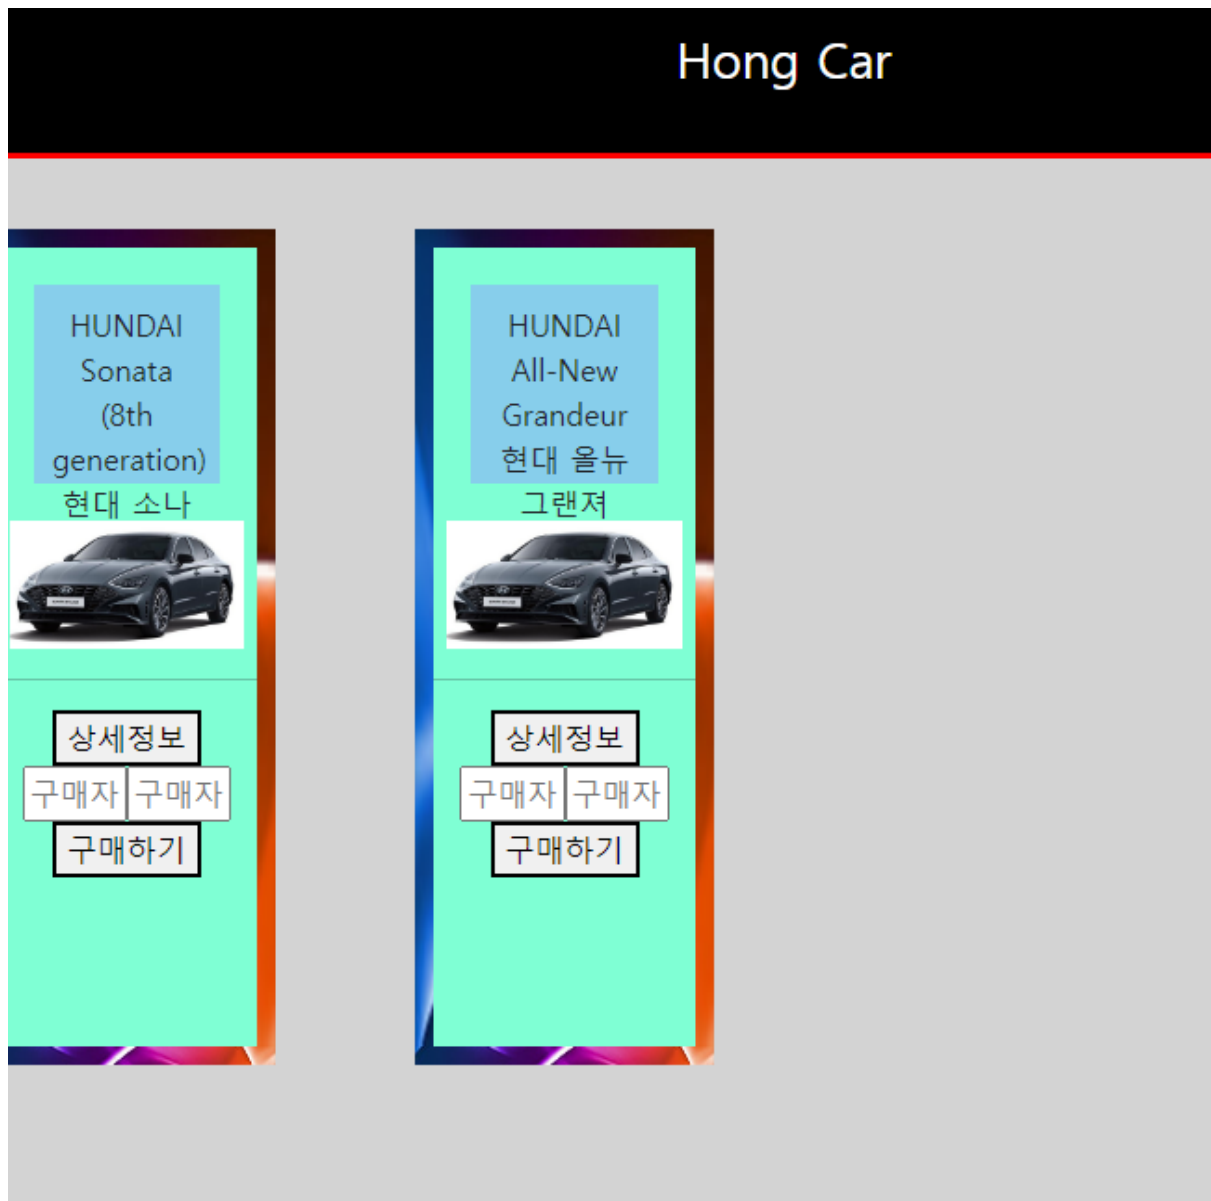 Hong Car
HUNDAI
Sonata
(8th
generation)
현대 소나
상세정보
구매자 구매자
구매하기
HUNDAI
All-New
Grandeur
현대 올뉴
그랜져
상세정보
구매자 구매자
구매하기